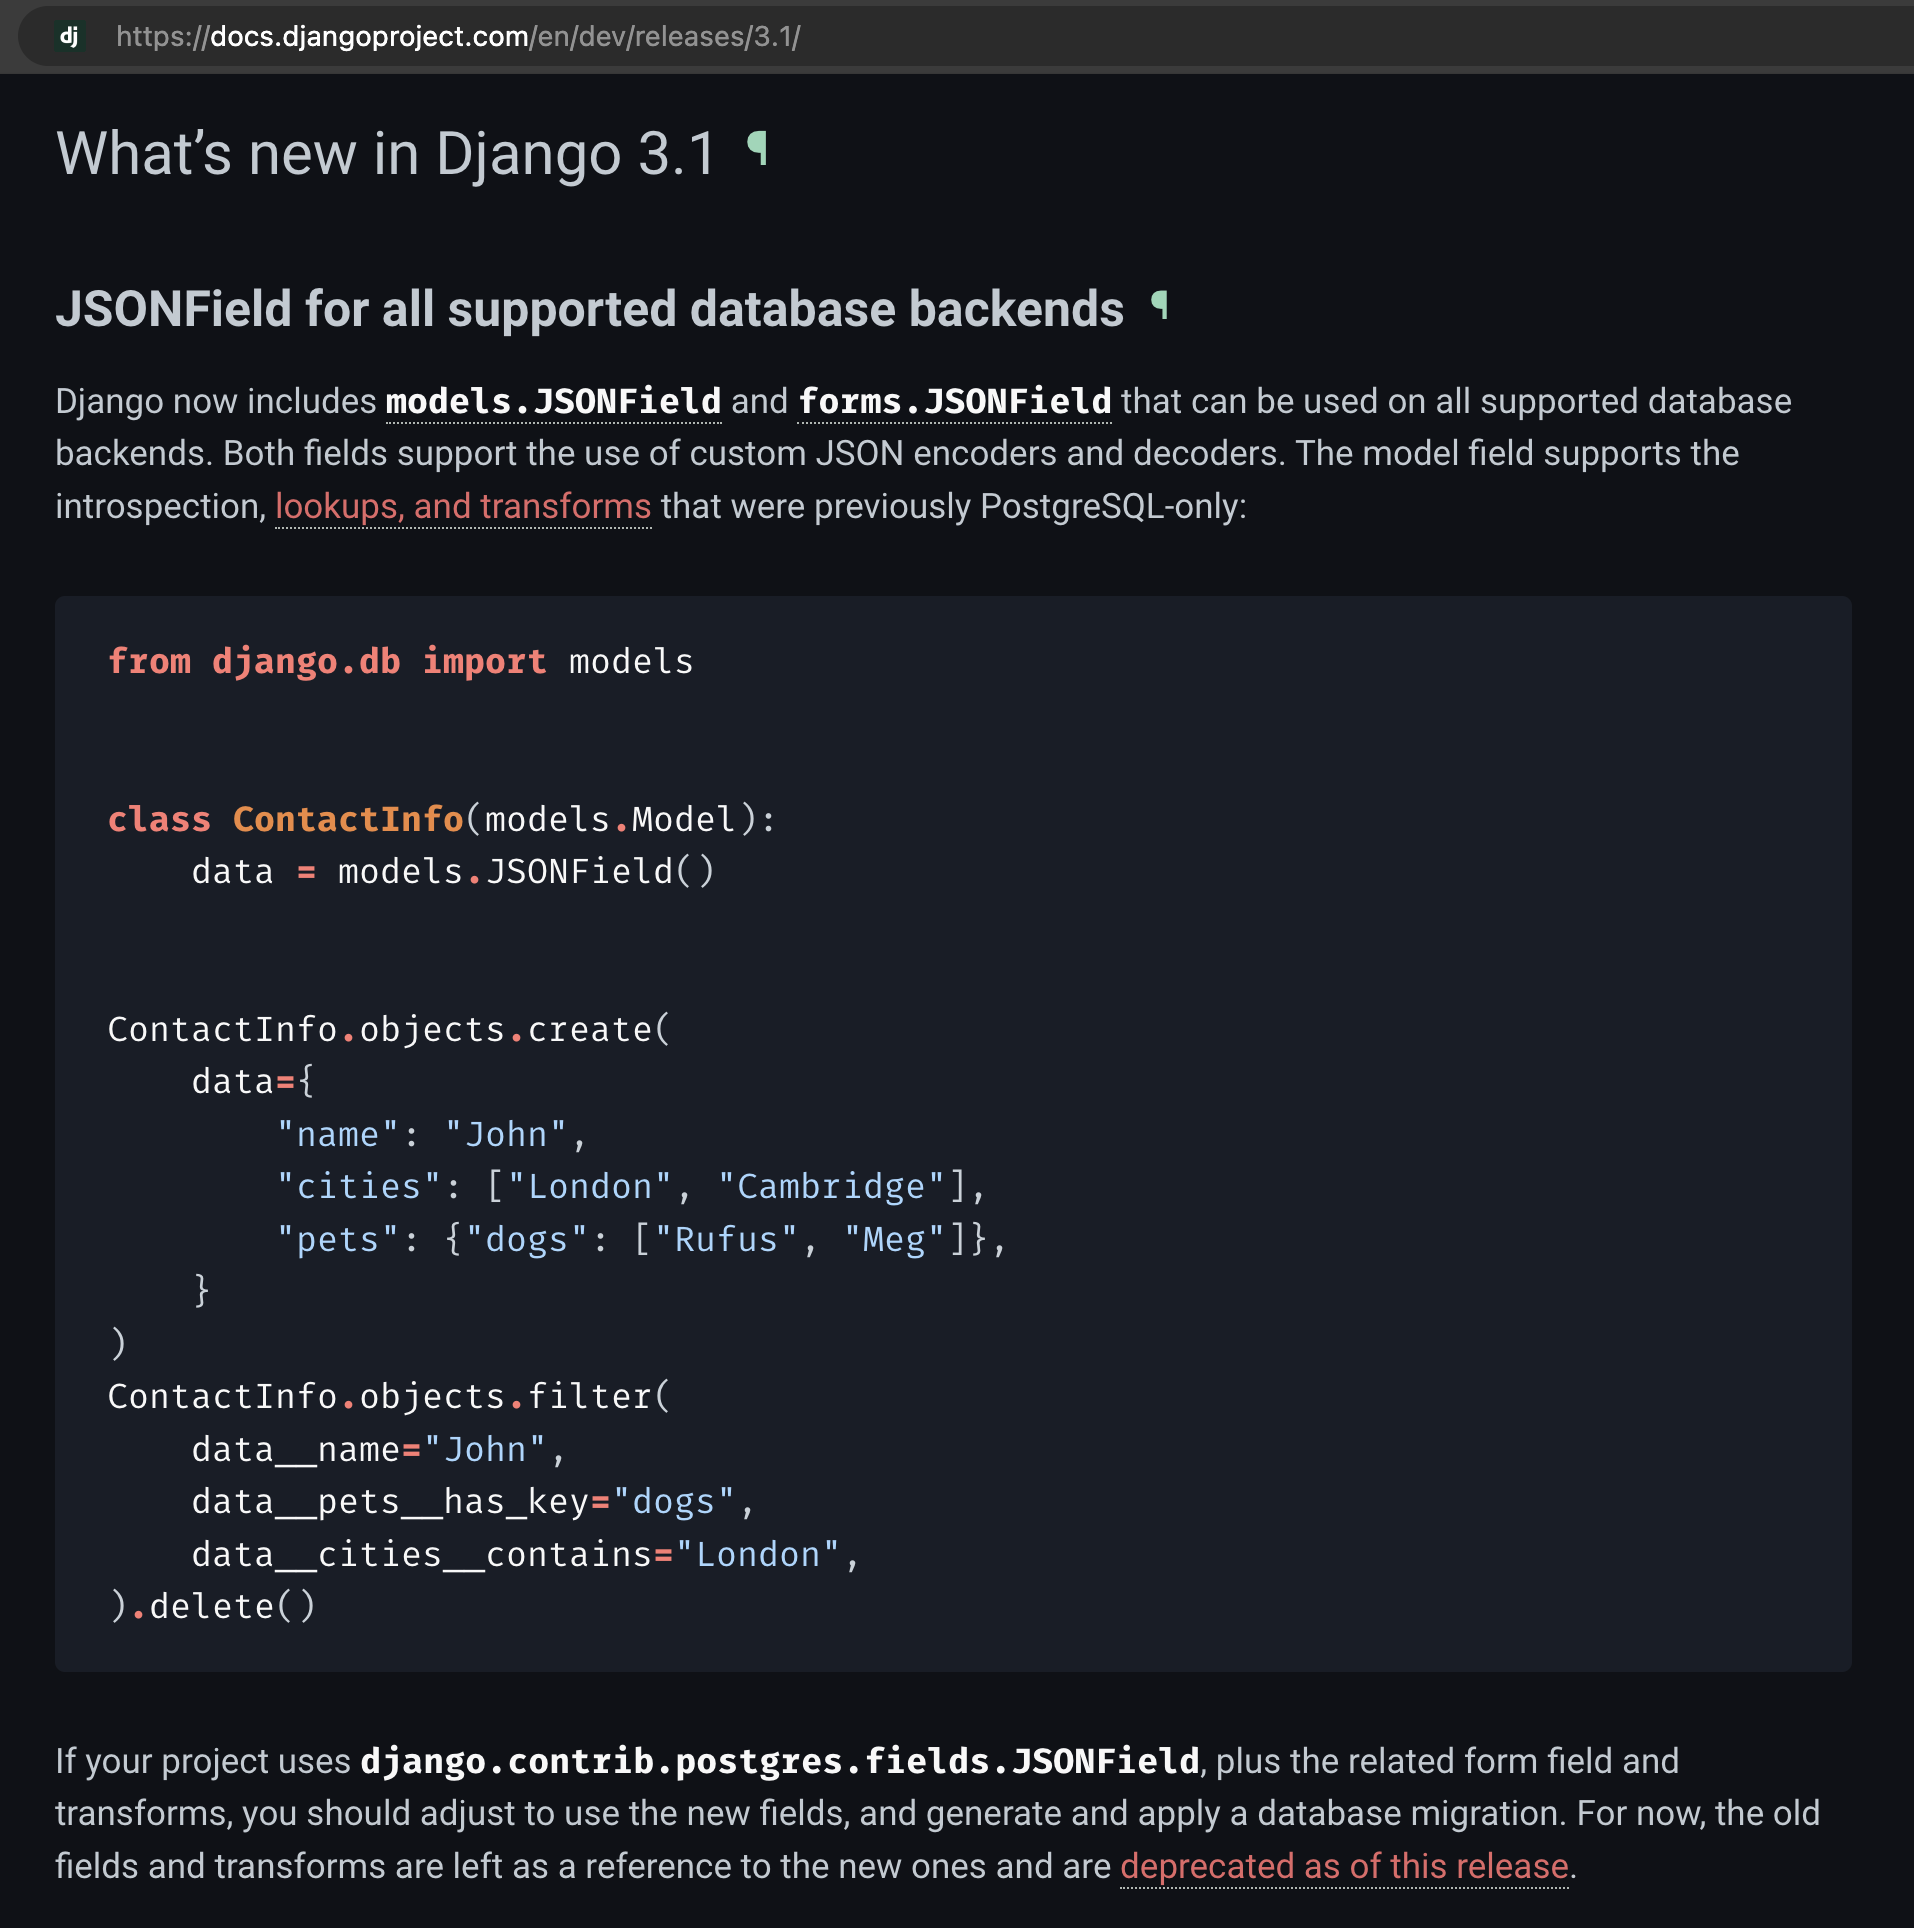 dj https://docs.djangoproject.com/en/dev/releases/3.1/
What’s new in Django 3.1 ¶
JSONField for all supported database backends ¶
Django now includes models.JSONField and forms.JSONField that can be used on all supported database
backends. Both fields support the use of custom JSON encoders and decoders. The model field supports the
introspection, lookups, and transforms that were previously PostgreSQL-only:
from django.db import models
class ContactInfo(models.Model):
    data = models.JSONField()
ContactInfo.objects.create(
    data={
        "name": "John",
        "cities": ["London", "Cambridge"],
        "pets": {"dogs": ["Rufus", "Meg"]},
    }
)
ContactInfo.objects.filter(
    data__name="John",
    data__pets__has_key="dogs",
    data__cities__contains="London",
).delete()
If your project uses django.contrib.postgres.fields.JSONField, plus the related form field and
transforms, you should adjust to use the new fields, and generate and apply a database migration. For now, the old
fields and transforms are left as a reference to the new ones and are deprecated as of this release.